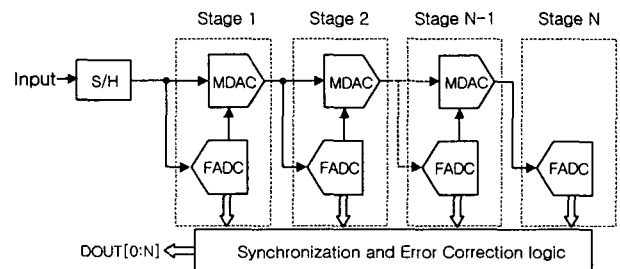 Stage 1
Stage 2
Stage N-1
Stage N
Input
S/H
MDAC
MDAC
MDAC
FADC
FADC
FADC
FADC
DOUT[0:N]
Synchronization and Error Correction logic